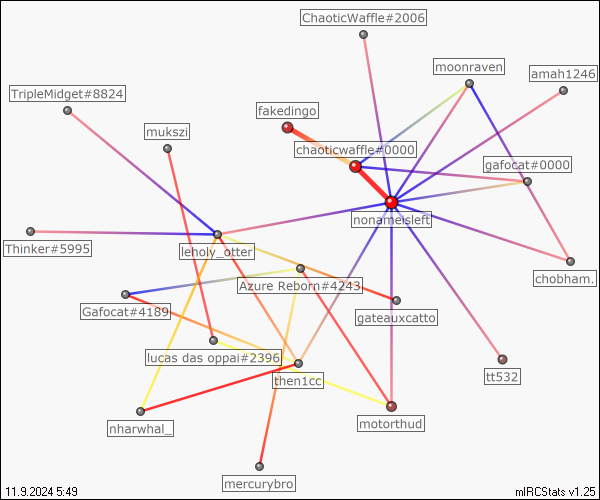 ChaoticWaffle#2006
moonraven
amah1246
TripleMidget#8824
fakedingo
mukszi
chaoticwaffle#0000
gafocat#0000
nonameisleft
Thinker#5995
leholy_otter
chobham.
Azure Reborn#4243
Gafocat#4189
gateauxcatto
lucas das oppai#2396
then1cc
tt532
nharwhal_
motorthud
mercurybro
11.9.2024 5:49
mIRCStats v1.25